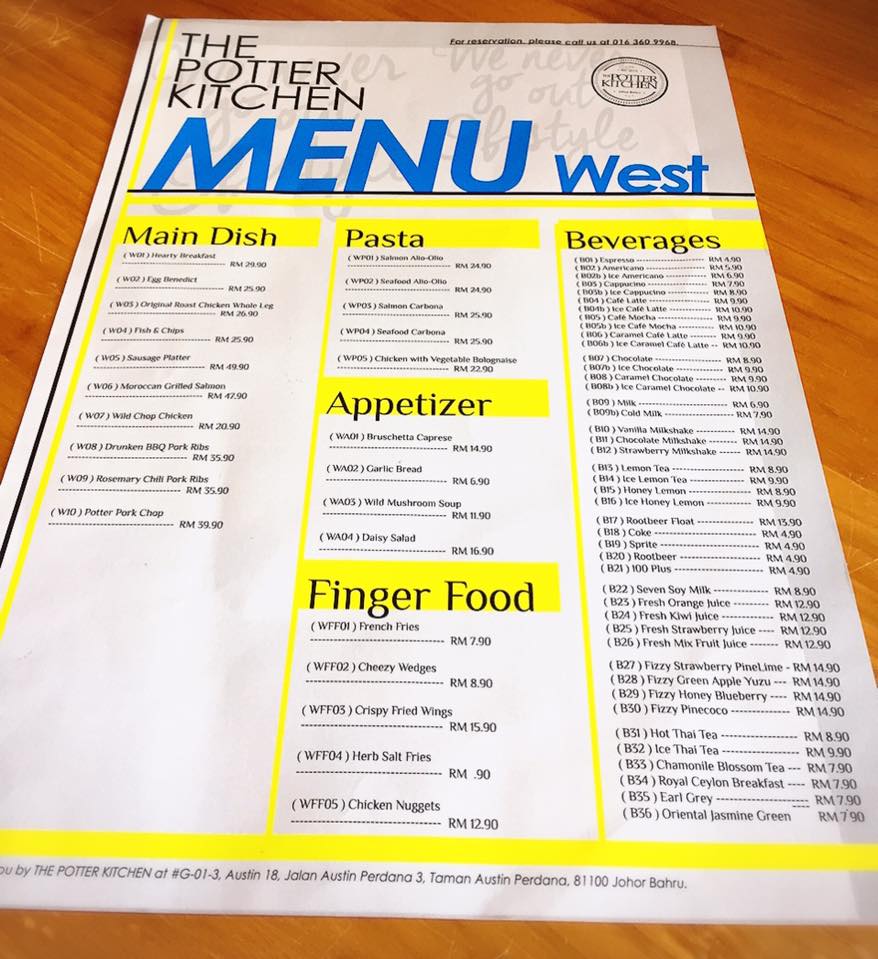 For reservation, please call us at 016 360 9968.
THE
POTTER
KITCHEN
THE
POTTER
KITCHEN
We never
go out
lifestyle
MENU West
Main Dish
( W01 ) Hearty Breakfast
RM 29.90
( W02 ) Egg Benedict
RM 25.90
( W03 ) Original Roast Chicken Whole Leg
RM 26.90
( W04 ) Fish & Chips
RM 25.90
( W05 ) Sausage Platter
RM 49.90
( W06 ) Moroccan Grilled Salmon
RM 47.90
( W07 ) Wild Chop Chicken
RM 20.90
( W08 ) Drunken BBQ Pork Ribs
RM 35.90
( W09 ) Rosemary Chili Pork Ribs
RM 35.90
( W10 ) Potter Pork Chop
RM 39.90
Pasta
( WP01 ) Salmon Alio-Olio
RM 24.90
( WP02 ) Seafood Alio-Olio
RM 24.90
( WP03 ) Salmon Carbona
RM 25.90
( WP04 ) Seafood Carbona
RM 25.90
( WP05 ) Chicken with Vegetable Bolognaise
RM 22.90
Appetizer
( WA01 ) Bruschetta Caprese
RM 14.90
( WA02 ) Garlic Bread
RM 6.90
( WA03 ) Wild Mushroom Soup
RM 11.90
( WA04 ) Daisy Salad
RM 16.90
Finger Food
( WFF01 ) French Fries
RM 7.90
( WFF02 ) Cheezy Wedges
RM 8.90
( WFF03 ) Crispy Fried Wings
RM 15.90
( WFF04 ) Herb Salt Fries
RM .90
( WFF05 ) Chicken Nuggets
RM 12.90
Beverages
( B01 ) Espresso RM 4.90
( B02 ) Americano RM 5.90
( B02b ) Ice Americano RM 6.90
( B03 ) Cappucino RM 7.90
( B03b ) Ice Cappucino RM 8.90
( B04 ) Café Latte RM 9.90
( B04b ) Ice Café Latte RM 10.90
( B05 ) Café Mocha RM 9.90
( B05b ) Ice Café Mocha RM 10.90
( B06 ) Caramel Café Latte RM 9.90
( B06b ) Ice Caramel Café Latte RM 10.90
( B07 ) Chocolate RM 8.90
( B07b ) Ice Chocolate RM 9.90
( B08 ) Caramel Chocolate RM 9.90
( B08b ) Ice Caramel Chocolate RM 10.90
( B09 ) Milk RM 6.90
( B09b ) Cold Milk RM 7.90
( B10 ) Vanilla Milkshake RM 14.90
( B11 ) Chocolate Milkshake RM 14.90
( B12 ) Strawberry Milkshake RM 14.90
( B13 ) Lemon Tea RM 8.90
( B14 ) Ice Lemon Tea RM 9.90
( B15 ) Honey Lemon RM 8.90
( B16 ) Ice Honey Lemon RM 9.90
( B17 ) Rootbeer Float RM 13.90
( B18 ) Coke RM 4.90
( B19 ) Sprite RM 4.90
( B20 ) Rootbeer RM 4.90
( B21 ) 100 Plus RM 4.90
( B22 ) Seven Soy Milk RM 8.90
( B23 ) Fresh Orange Juice RM 12.90
( B24 ) Fresh Kiwi Juice RM 12.90
( B25 ) Fresh Strawberry Juice RM 12.90
( B26 ) Fresh Mix Fruit Juice RM 12.90
( B27 ) Fizzy Strawberry PineLime - RM 14.90
( B28 ) Fizzy Green Apple Yuzu RM 14.90
( B29 ) Fizzy Honey Blueberry RM 14.90
( B30 ) Fizzy Pinecoco RM 14.90
( B31 ) Hot Thai Tea RM 8.90
( B32 ) Ice Thai Tea RM 9.90
( B33 ) Chamonile Blossom Tea RM 7.90
( B34 ) Royal Ceylon Breakfast RM 7.90
( B35 ) Earl Grey RM 7.90
( B36 ) Oriental Jasmine Green RM 7.90
by THE POTTER KITCHEN at #G-01-3, Austin 18, Jalan Austin Perdana 3, Taman Austin Perdana, 81100 Johor Bahru.